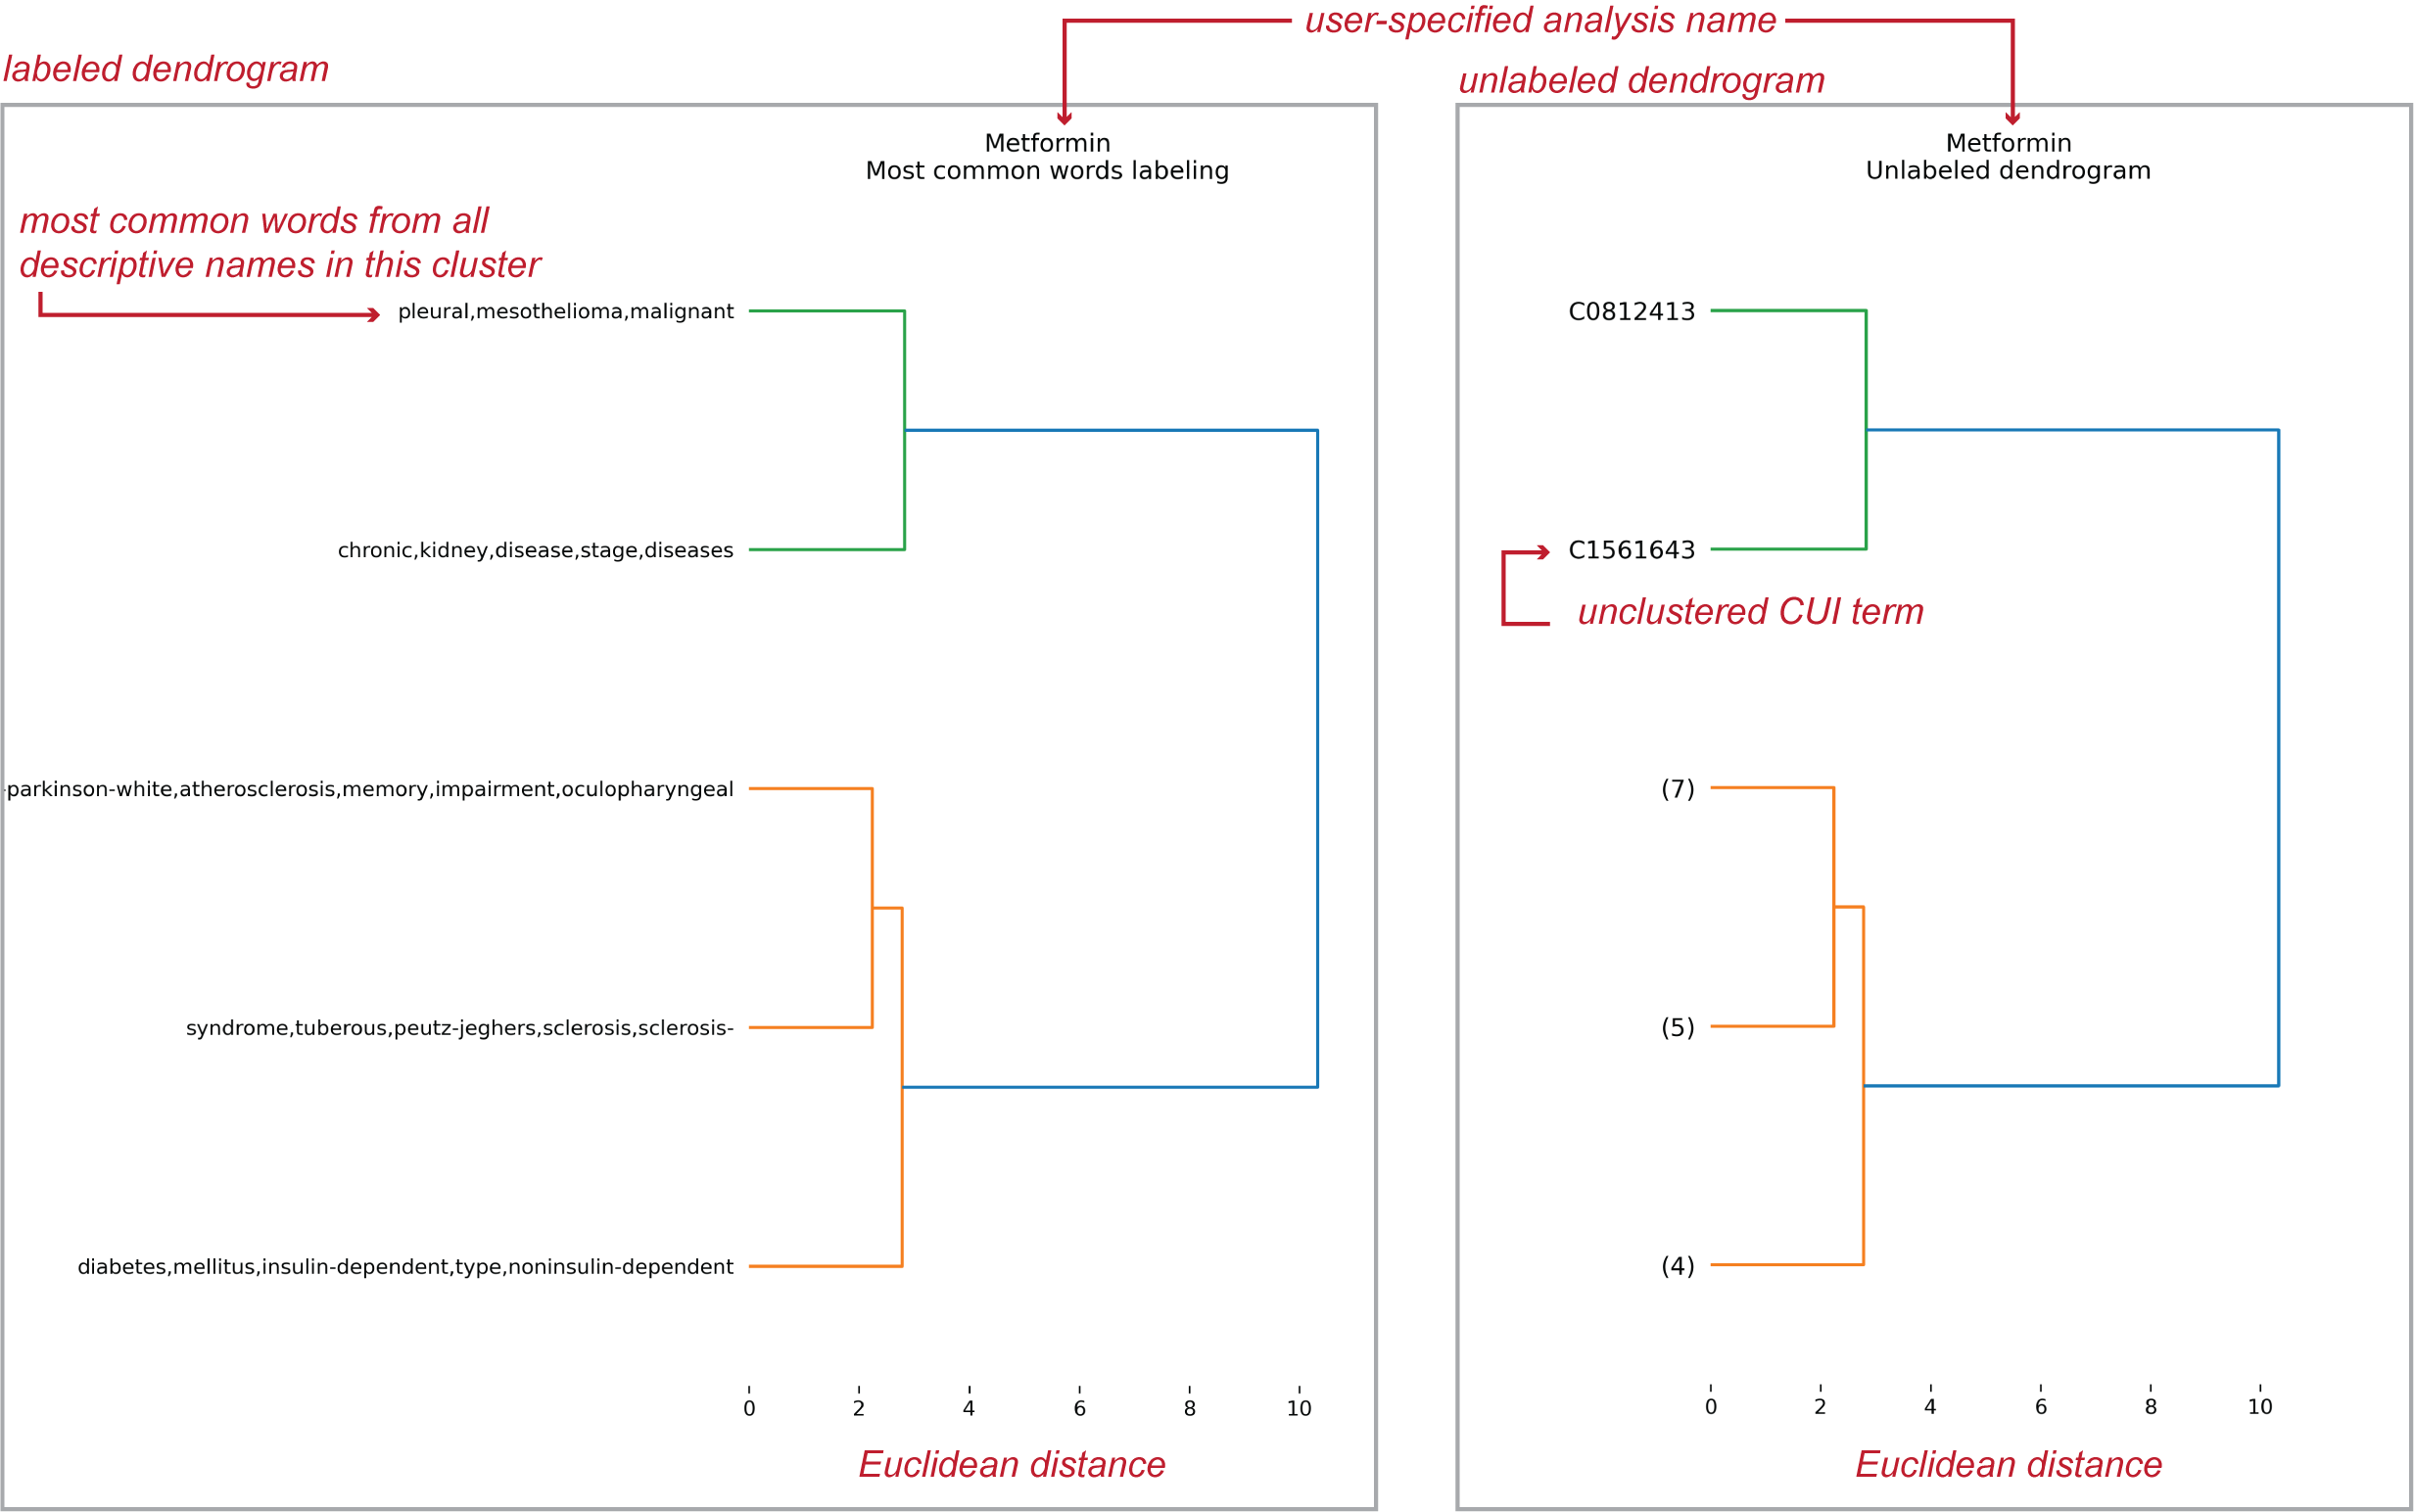 user-specified analysis name
labeled dendrogram
unlabeled dendrogram
Metformin
Most common words labeling
Metformin
Unlabeled dendrogram
most common words from all
descriptive names in this cluster
pleural,mesothelioma,malignant
chronic,kidney,disease,stage,diseases
-parkinson-white,atherosclerosis,memory,impairment,oculopharyngeal
syndrome,tuberous,peutz-jeghers,sclerosis,sclerosis-
diabetes,mellitus,insulin-dependent,type,noninsulin-dependent
0 2 4 6 8 10
Euclidean distance
C0812413
C1561643
unclustered CUI term
(7)
(5)
(4)
0 2 4 6 8 10
Euclidean distance